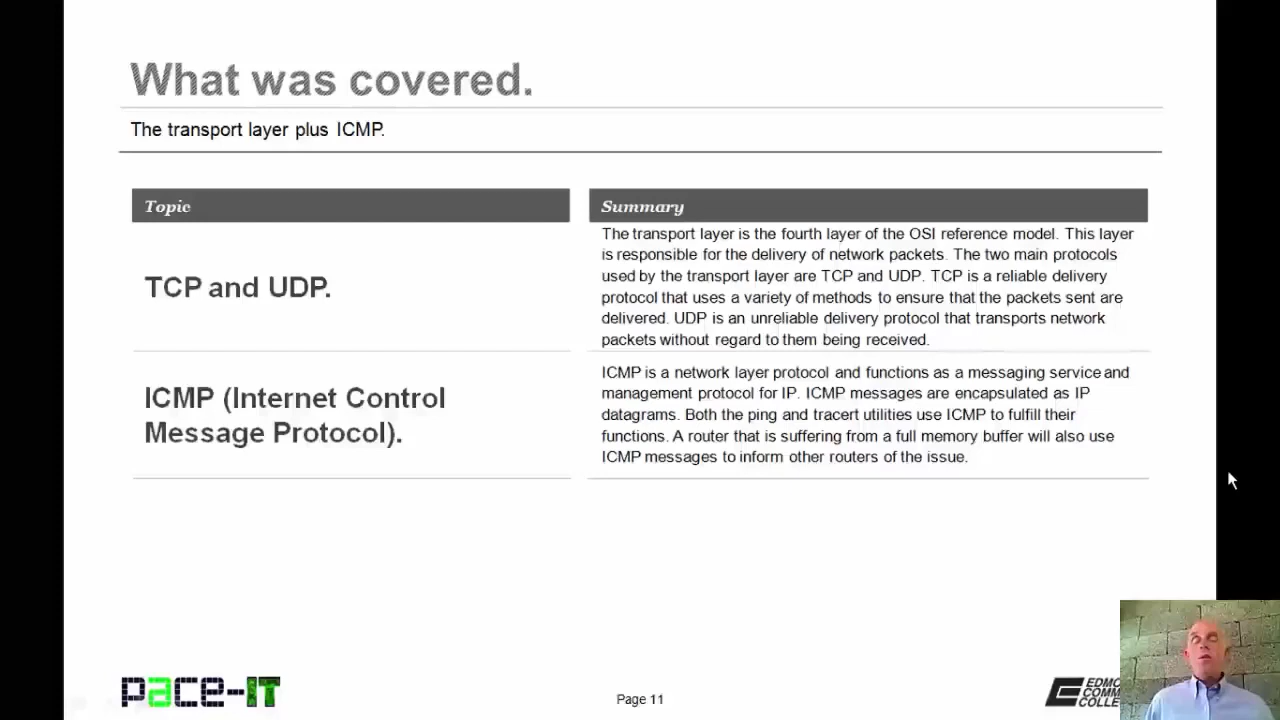 What was covered.
The transport layer plus ICMP.
Topic
Summary
TCP and UDP.
The transport layer is the fourth layer of the OSI reference model. This layer
is responsible for the delivery of network packets. The two main protocols
used by the transport layer are TCP and UDP. TCP is a reliable delivery
protocol that uses a variety of methods to ensure that the packets sent are
delivered. UDP is an unreliable delivery protocol that transports network
packets without regard to them being received.
ICMP (Internet Control
Message Protocol).
ICMP is a network layer protocol and functions as a messaging service and
management protocol for IP. ICMP messages are encapsulated as IP
datagrams. Both the ping and tracert utilities use ICMP to fulfill their
functions. A router that is suffering from a full memory buffer will also use
ICMP messages to inform other routers of the issue.
pace-IT
Page 11